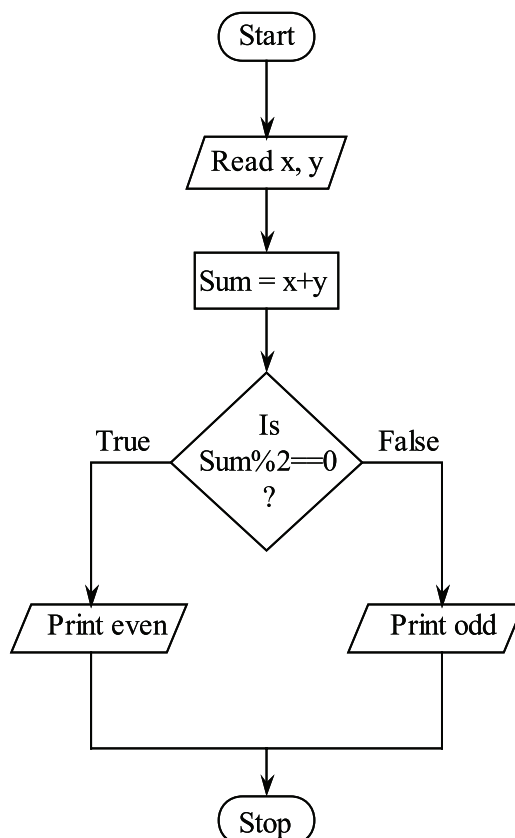 Start
Read x, y
Sum = x+y
Is
Sum%2==0
?
True
False
Print even
Print odd
Stop